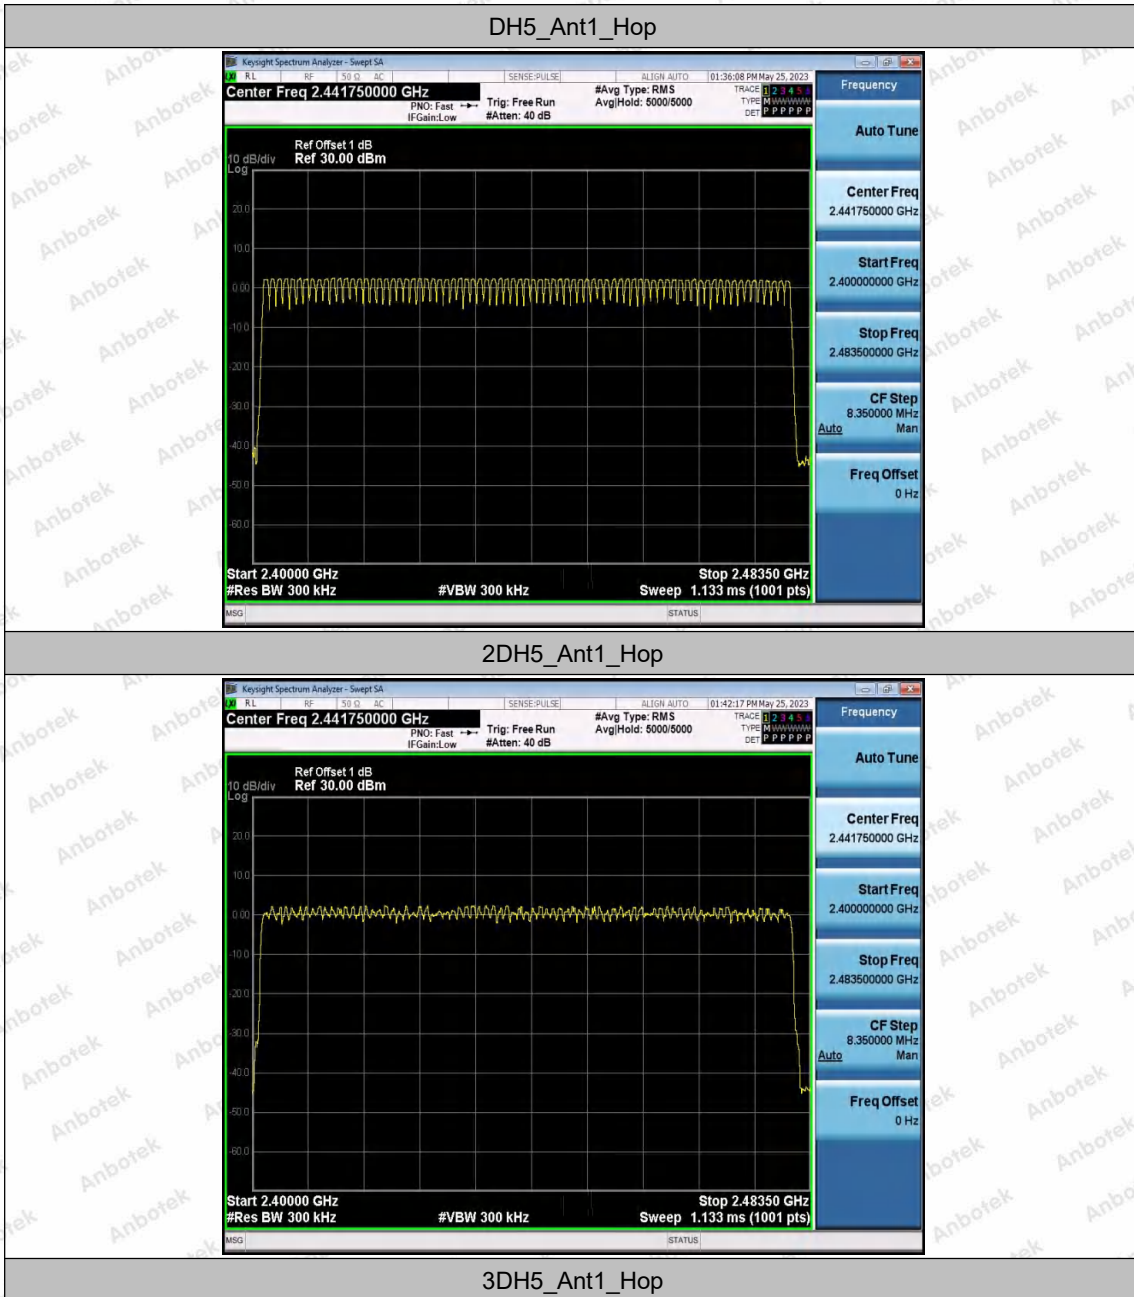 DH5_Ant1_Hop
Keysight Spectrum Analyzer - Swept SA
RL RF 50 Ω AC SENSE:PULSE ALIGN AUTO 01:36:08 PM May 25, 2023
Center Freq 2.441750000 GHz
PNO: Fast
IFGain:Low
Trig: Free Run
#Atten: 40 dB
#Avg Type: RMS
Avg|Hold: 5000/5000
TRACE 1 2 3 4 5 6
TYPE M WWWWW
DET P P P P P P
Ref Offset 1 dB
10 dB/div Ref 30.00 dBm
Log
20.0
10.0
0.00
-10.0
-20.0
-30.0
-40.0
-50.0
-60.0
Start 2.40000 GHz Stop 2.48350 GHz
#Res BW 300 kHz #VBW 300 kHz Sweep 1.133 ms (1001 pts)
MSG STATUS
Frequency
Auto Tune
Center Freq
2.441750000 GHz
Start Freq
2.400000000 GHz
Stop Freq
2.483500000 GHz
CF Step
8.350000 MHz
Auto Man
Freq Offset
0 Hz
2DH5_Ant1_Hop
Keysight Spectrum Analyzer - Swept SA
RL RF 50 Ω AC SENSE:PULSE ALIGN AUTO 01:42:17 PM May 25, 2023
Center Freq 2.441750000 GHz
PNO: Fast
IFGain:Low
Trig: Free Run
#Atten: 40 dB
#Avg Type: RMS
Avg|Hold: 5000/5000
TRACE 1 2 3 4 5 6
TYPE M WWWWW
DET P P P P P P
Ref Offset 1 dB
10 dB/div Ref 30.00 dBm
Log
20.0
10.0
0.00
-10.0
-20.0
-30.0
-40.0
-50.0
-60.0
Start 2.40000 GHz Stop 2.48350 GHz
#Res BW 300 kHz #VBW 300 kHz Sweep 1.133 ms (1001 pts)
MSG STATUS
Frequency
Auto Tune
Center Freq
2.441750000 GHz
Start Freq
2.400000000 GHz
Stop Freq
2.483500000 GHz
CF Step
8.350000 MHz
Auto Man
Freq Offset
0 Hz
3DH5_Ant1_Hop
Anbotek